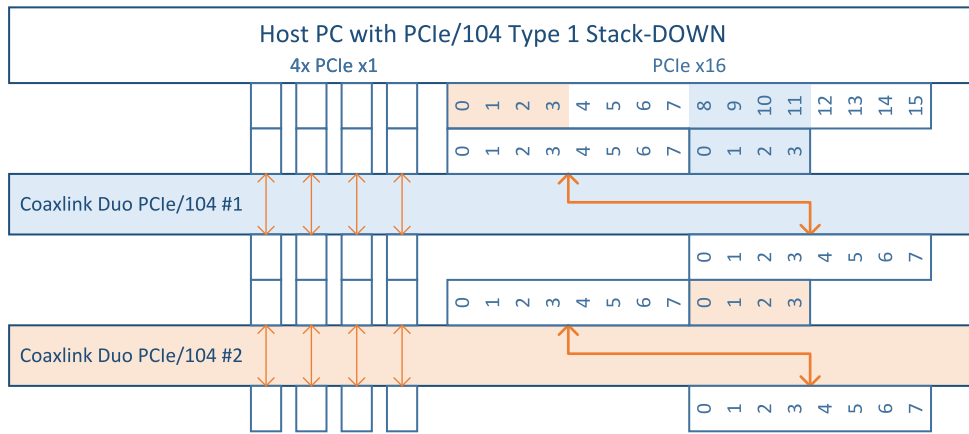 Host PC with PCIe/104 Type 1 Stack-DOWN
4x PCIe x1 PCIe x16
0 1 2 3 4 5 6 7 8 9 10 11 12 13 14 15
0 1 2 3 4 5 6 7 0 1 2 3
Coaxlink Duo PCIe/104 #1
0 1 2 3 4 5 6 7
0 1 2 3 4 5 6 7 0 1 2 3
Coaxlink Duo PCIe/104 #2
0 1 2 3 4 5 6 7